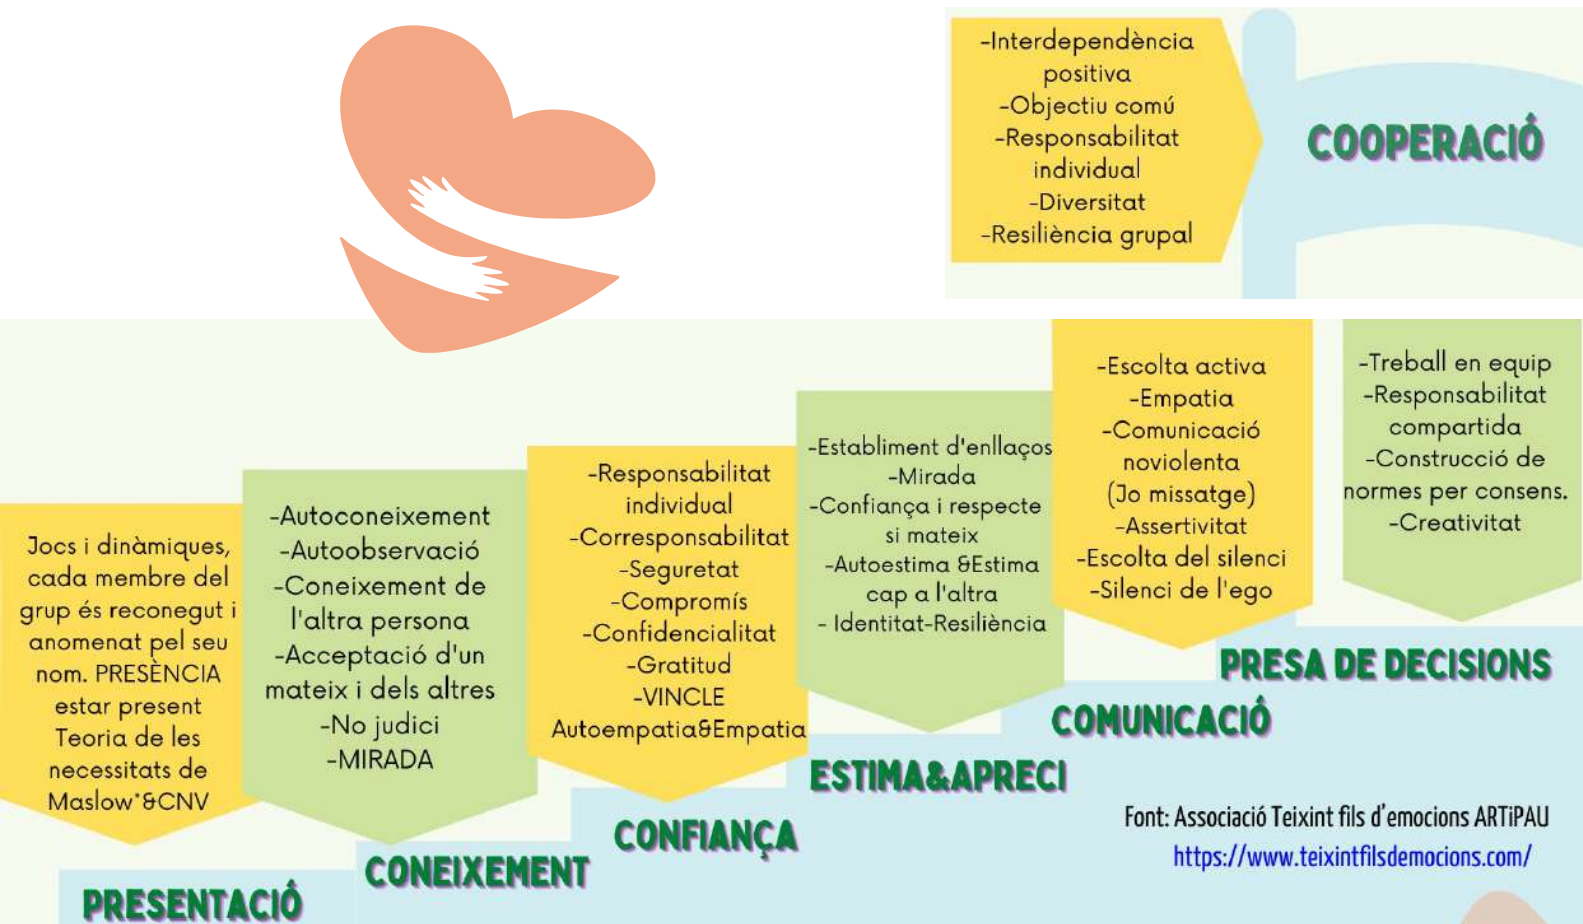 -Interdependència
positiva
-Objectiu comú
-Responsabilitat
individual
-Diversitat
-Resiliència grupal
COOPERACIÓ
Jocs i dinàmiques,
cada membre del
grup és reconegut i
anomenat pel seu
nom. PRESÈNCIA
estar present
Teoria de les
necessitats de
Maslow*&CNV
PRESENTACIÓ
-Autoconeixement
-Autoobservació
-Coneixement de
l'altra persona
-Acceptació d'un
mateix i dels altres
-No judici
-MIRADA
CONEIXEMENT
-Responsabilitat
individual
-Corresponsabilitat
-Seguretat
-Compromís
-Confidencialitat
-Gratitud
-VINCLE
Autoempatia&Empatia
CONFIANÇA
-Establiment d'enllaços
-Mirada
-Confiança i respecte
si mateix
-Autoestima &Estima
cap a l'altra
- Identitat-Resiliència
ESTIMA&APRECI
-Escolta activa
-Empatia
-Comunicació
noviolenta
(Jo missatge)
-Assertivitat
-Escolta del silenci
-Silenci de l'ego
COMUNICACIÓ
-Treball en equip
-Responsabilitat
compartida
-Construcció de
normes per consens.
-Creativitat
PRESA DE DECISIONS
Font: Associació Teixint fils d'emocions ARTiPAU
https://www.teixintfilsdemocions.com/